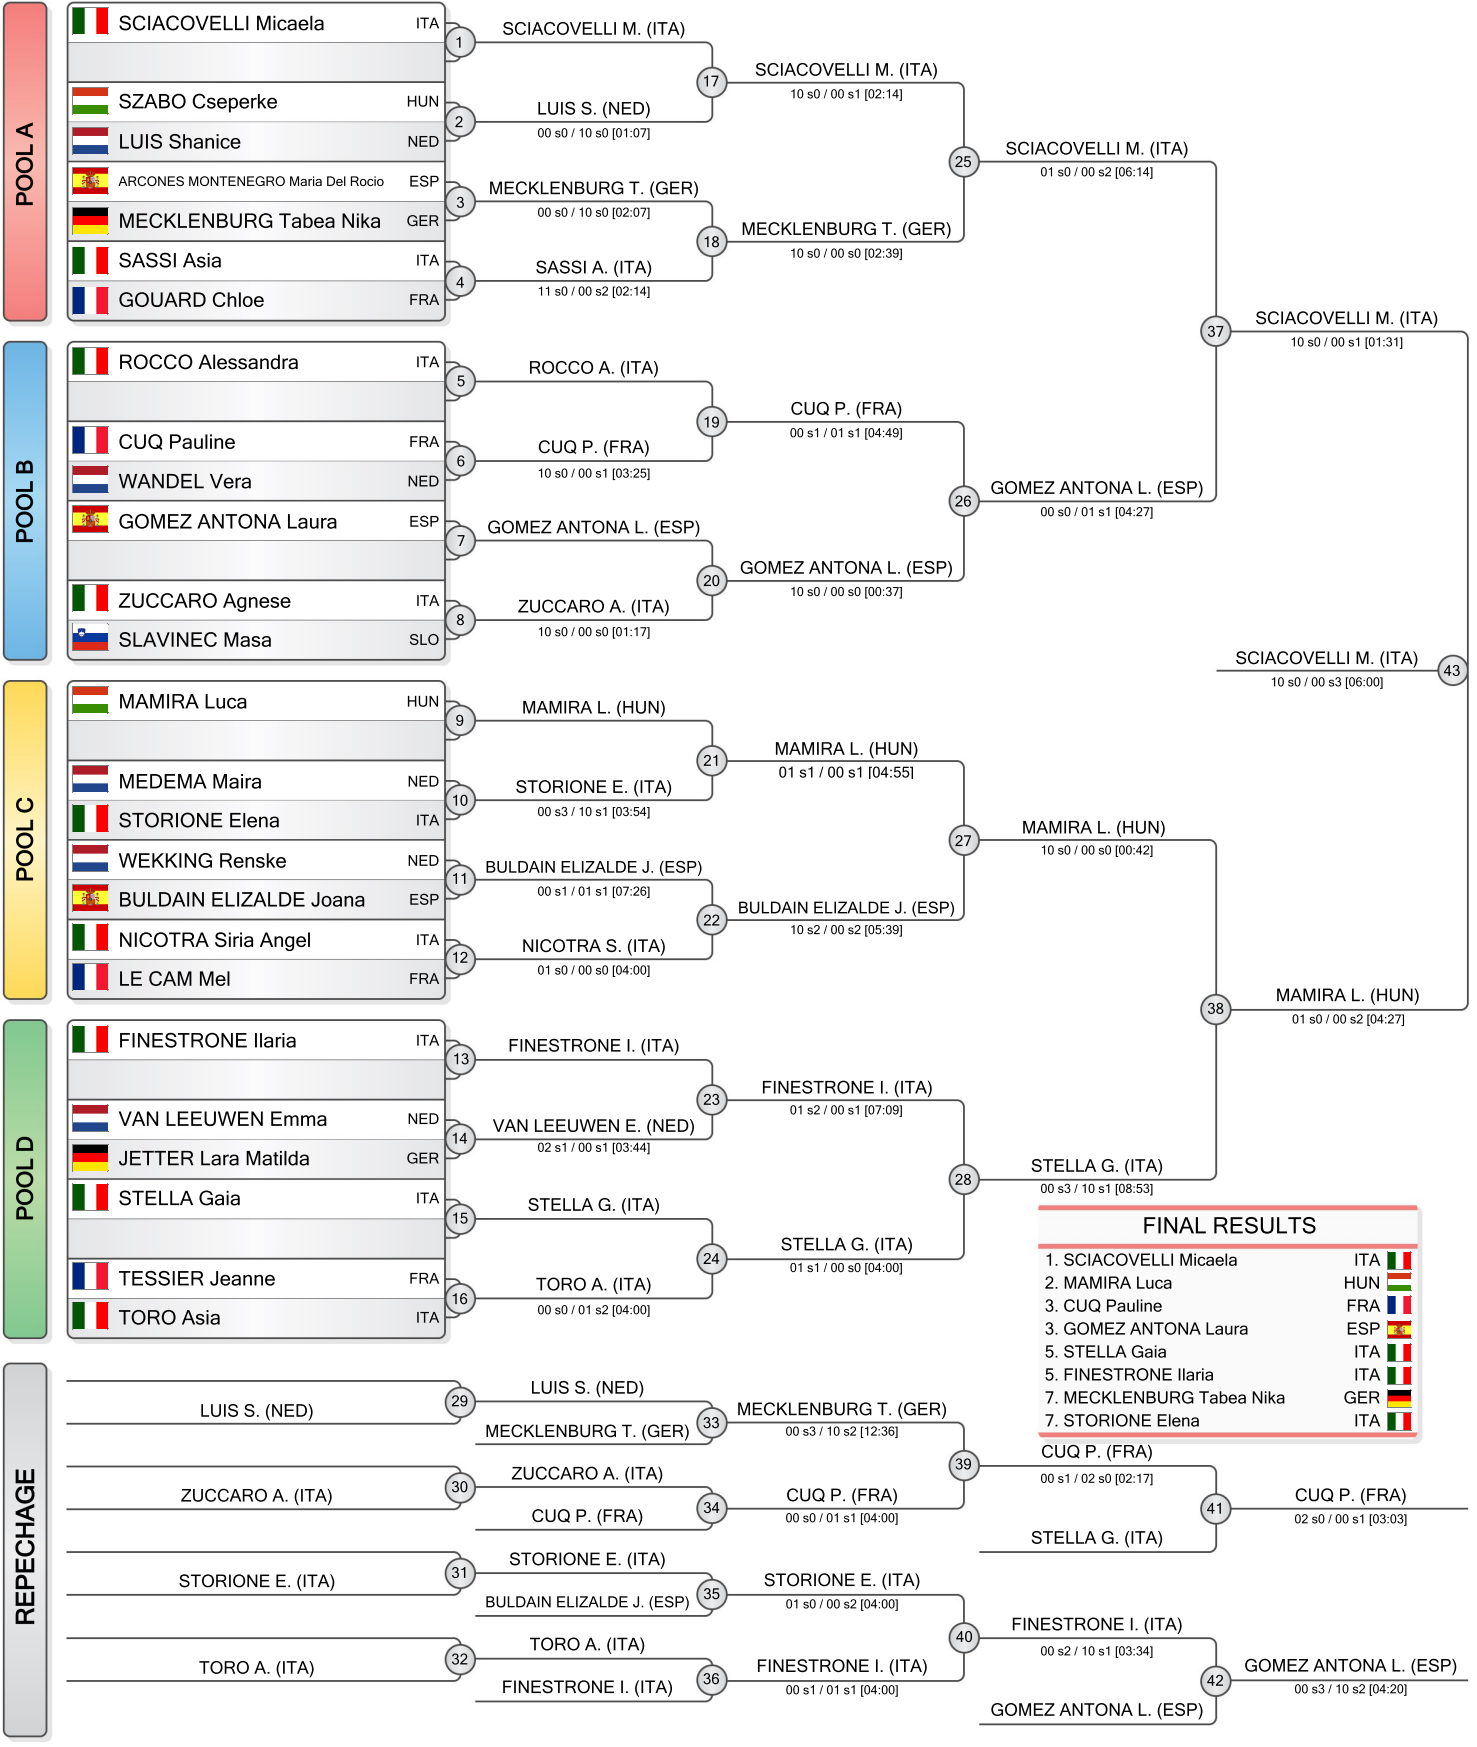 POOL A
SCIACOVELLI Micaela ITA
SZABO Cseperke HUN
LUIS Shanice NED
ARCONES MONTENEGRO Maria Del Rocio ESP
MECKLENBURG Tabea Nika GER
SASSI Asia ITA
GOUARD Chloe FRA
1
SCIACOVELLI M. (ITA)
2
LUIS S. (NED)
00 s0 / 10 s0 [01:07]
3
MECKLENBURG T. (GER)
00 s0 / 10 s0 [02:07]
4
SASSI A. (ITA)
11 s0 / 00 s2 [02:14]
17
SCIACOVELLI M. (ITA)
10 s0 / 00 s1 [02:14]
18
MECKLENBURG T. (GER)
10 s0 / 00 s0 [02:39]
25
SCIACOVELLI M. (ITA)
01 s0 / 00 s2 [06:14]
POOL B
ROCCO Alessandra ITA
CUQ Pauline FRA
WANDEL Vera NED
GOMEZ ANTONA Laura ESP
ZUCCARO Agnese ITA
SLAVINEC Masa SLO
5
ROCCO A. (ITA)
6
CUQ P. (FRA)
10 s0 / 00 s1 [03:25]
7
GOMEZ ANTONA L. (ESP)
8
ZUCCARO A. (ITA)
10 s0 / 00 s0 [01:17]
19
CUQ P. (FRA)
00 s1 / 01 s1 [04:49]
20
GOMEZ ANTONA L. (ESP)
10 s0 / 00 s0 [00:37]
26
GOMEZ ANTONA L. (ESP)
00 s0 / 01 s1 [04:27]
37
SCIACOVELLI M. (ITA)
10 s0 / 00 s1 [01:31]
SCIACOVELLI M. (ITA)
10 s0 / 00 s3 [06:00]
43
POOL C
MAMIRA Luca HUN
MEDEMA Maira NED
STORIONE Elena ITA
WEKKING Renske NED
BULDAIN ELIZALDE Joana ESP
NICOTRA Siria Angel ITA
LE CAM Mel FRA
9
MAMIRA L. (HUN)
10
STORIONE E. (ITA)
00 s3 / 10 s1 [03:54]
11
BULDAIN ELIZALDE J. (ESP)
00 s1 / 01 s1 [07:26]
12
NICOTRA S. (ITA)
01 s0 / 00 s0 [04:00]
21
MAMIRA L. (HUN)
01 s1 / 00 s1 [04:55]
22
BULDAIN ELIZALDE J. (ESP)
10 s2 / 00 s2 [05:39]
27
MAMIRA L. (HUN)
10 s0 / 00 s0 [00:42]
POOL D
FINESTRONE Ilaria ITA
VAN LEEUWEN Emma NED
JETTER Lara Matilda GER
STELLA Gaia ITA
TESSIER Jeanne FRA
TORO Asia ITA
13
FINESTRONE I. (ITA)
14
VAN LEEUWEN E. (NED)
02 s1 / 00 s1 [03:44]
15
STELLA G. (ITA)
16
TORO A. (ITA)
00 s0 / 01 s2 [04:00]
23
FINESTRONE I. (ITA)
01 s2 / 00 s1 [07:09]
24
STELLA G. (ITA)
01 s1 / 00 s0 [04:00]
28
STELLA G. (ITA)
00 s3 / 10 s1 [08:53]
38
MAMIRA L. (HUN)
01 s0 / 00 s2 [04:27]
FINAL RESULTS
1. SCIACOVELLI Micaela ITA
2. MAMIRA Luca HUN
3. CUQ Pauline FRA
3. GOMEZ ANTONA Laura ESP
5. STELLA Gaia ITA
5. FINESTRONE Ilaria ITA
7. MECKLENBURG Tabea Nika GER
7. STORIONE Elena ITA
REPECHAGE
LUIS S. (NED)
29
LUIS S. (NED)
MECKLENBURG T. (GER)
33
MECKLENBURG T. (GER)
00 s3 / 10 s2 [12:36]
ZUCCARO A. (ITA)
30
ZUCCARO A. (ITA)
CUQ P. (FRA)
34
CUQ P. (FRA)
00 s0 / 01 s1 [04:00]
39
CUQ P. (FRA)
00 s1 / 02 s0 [02:17]
STELLA G. (ITA)
41
CUQ P. (FRA)
02 s0 / 00 s1 [03:03]
STORIONE E. (ITA)
31
STORIONE E. (ITA)
BULDAIN ELIZALDE J. (ESP)
35
STORIONE E. (ITA)
01 s0 / 00 s2 [04:00]
TORO A. (ITA)
32
TORO A. (ITA)
FINESTRONE I. (ITA)
36
FINESTRONE I. (ITA)
00 s1 / 01 s1 [04:00]
40
FINESTRONE I. (ITA)
00 s2 / 10 s1 [03:34]
GOMEZ ANTONA L. (ESP)
42
GOMEZ ANTONA L. (ESP)
00 s3 / 10 s2 [04:20]